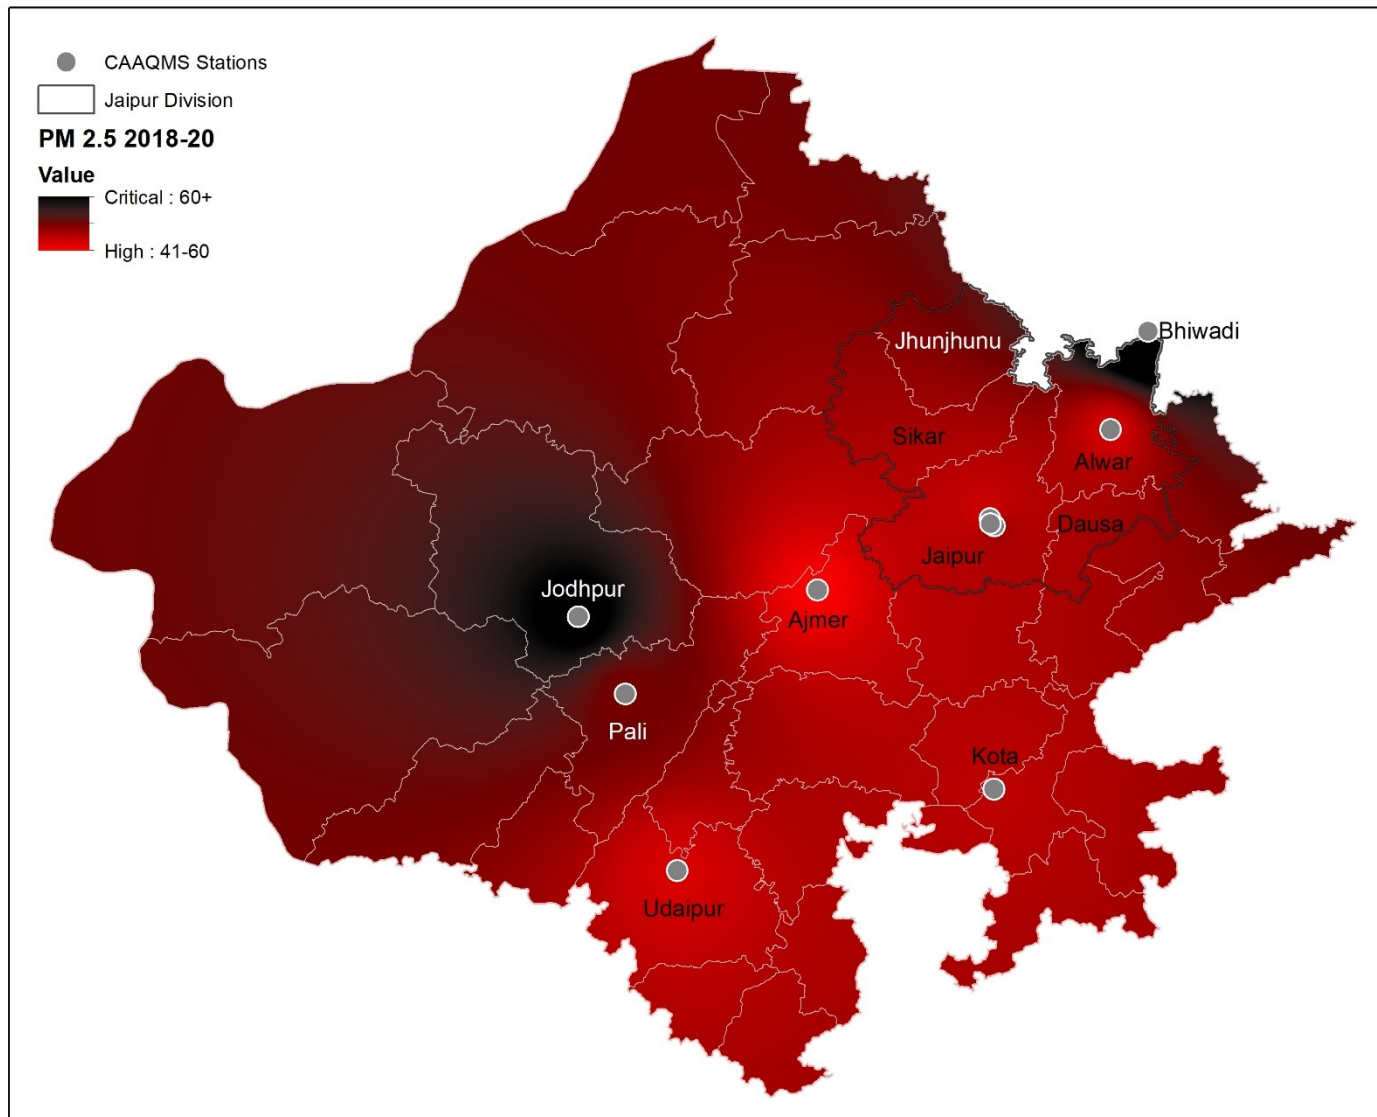 CAAQMS Stations
Jaipur Division
PM 2.5 2018-20
Value
Critical : 60+
High : 41-60
Bhiwadi
Jhunjhunu
Sikar
Alwar
Dausa
Jaipur
Jodhpur
Ajmer
Pali
Kota
Udaipur